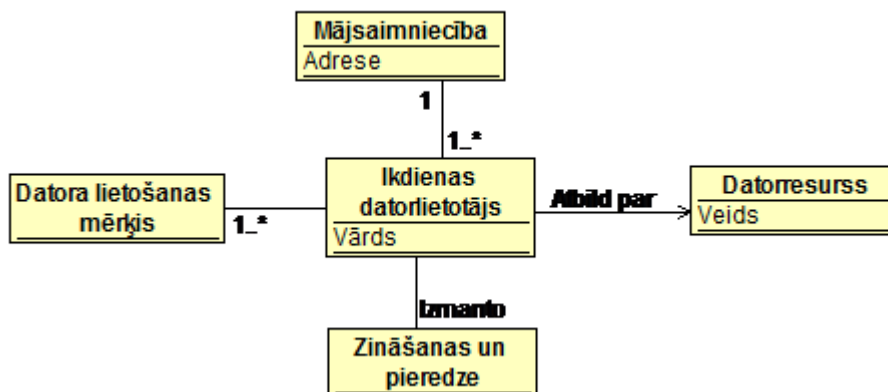 Mājsaimniecība
Adrese
1
1..*
Ikdienas
datorlietotājs
Vārds
Datora lietošanas
mērķis
1..*
Atbild par
Datorresurss
Veids
Izmanto
Zināšanas un
pieredze